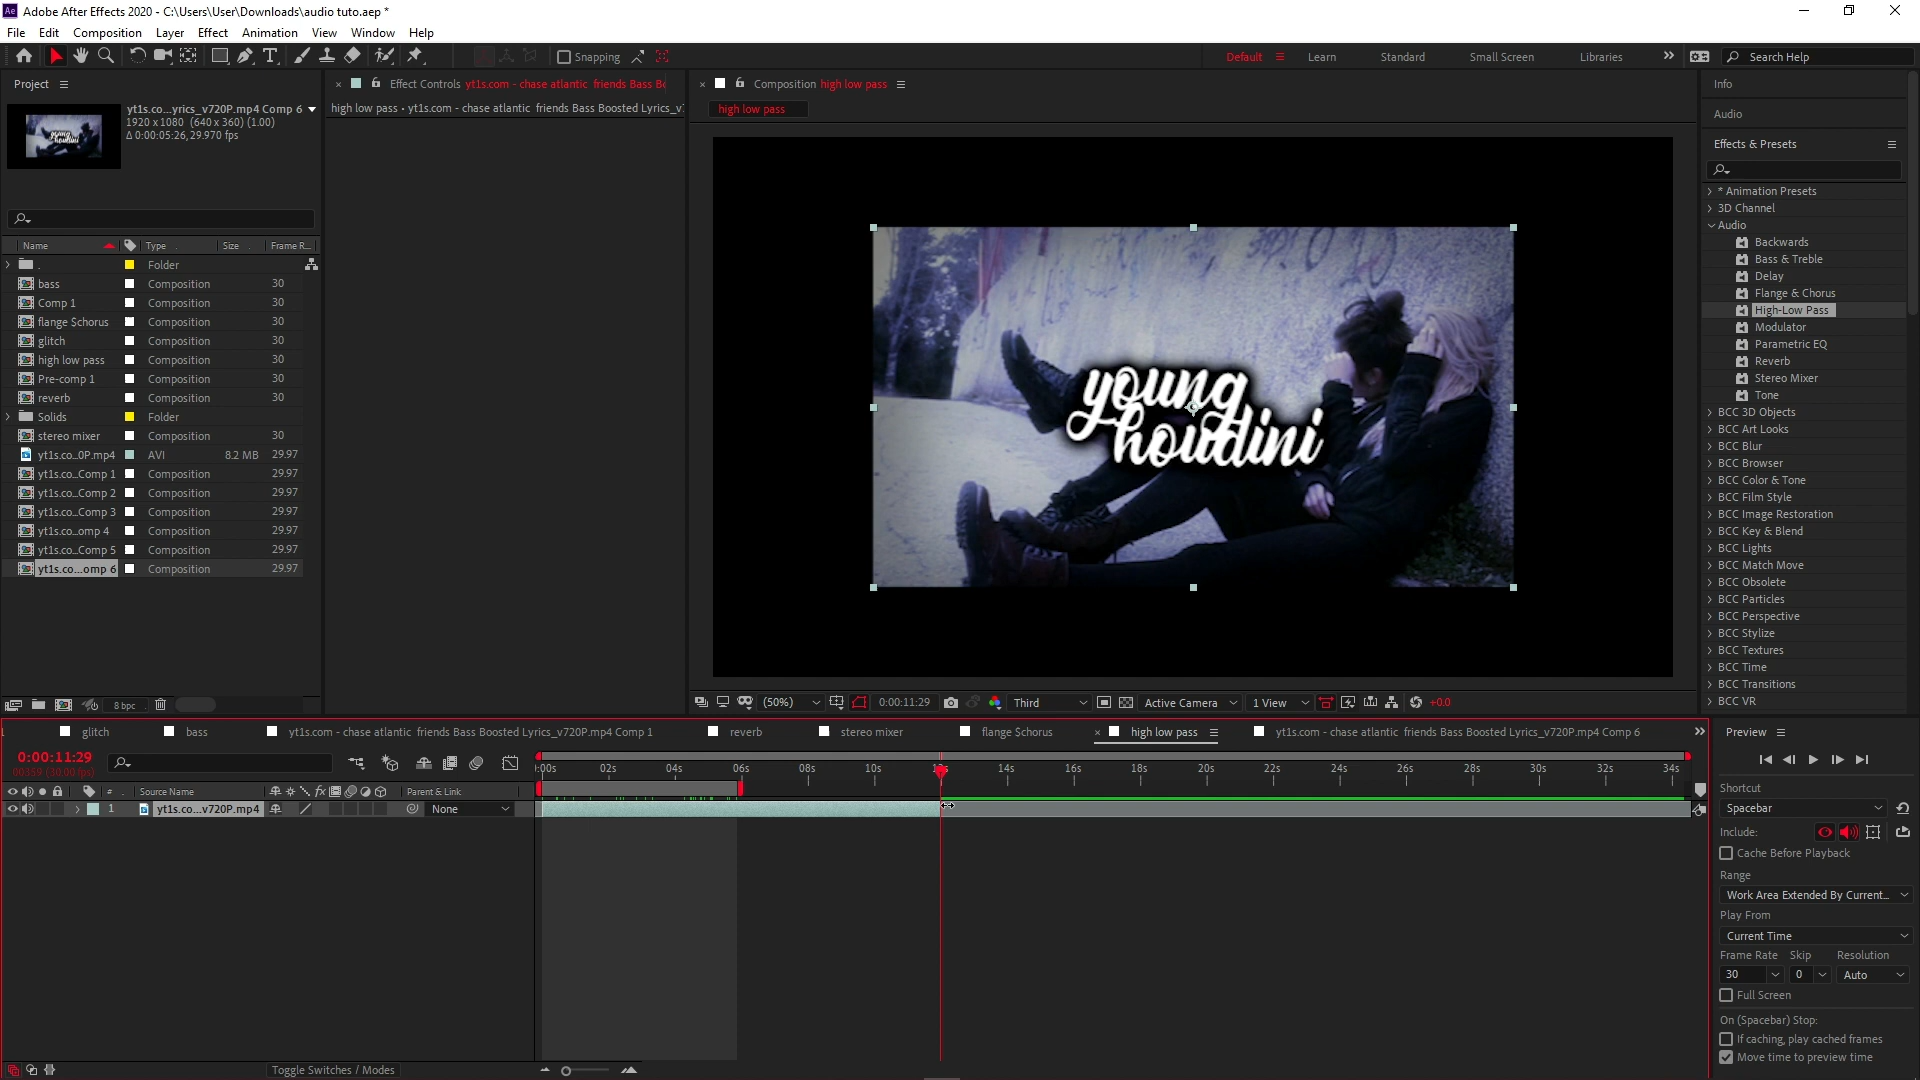 Adobe After Effects 2020 - C:\Users\User\Downloads\audio tuto.aep *
File Edit Composition Layer Effect Animation View Window Help
Snapping
Default Learn Standard Small Screen Libraries
Search Help
Project
yt1s.co...yrics_v720P.mp4 Comp 6
1920 x 1080 (640 x 360) (1.00)
Δ 0:00:05:26, 29.970 fps
Name Type Size Frame R...
. Folder
bass Composition 30
Comp 1 Composition 30
flange $chorus Composition 30
glitch Composition 30
high low pass Composition 30
Pre-comp 1 Composition 30
reverb Composition 30
Solids Folder
stereo mixer Composition 30
yt1s.co...0P.mp4 AVI 8.2 MB 29.97
yt1s.co...Comp 1 Composition 29.97
yt1s.co...Comp 2 Composition 29.97
yt1s.co...Comp 3 Composition 29.97
yt1s.co...omp 4 Composition 29.97
yt1s.co...Comp 5 Composition 29.97
yt1s.co...omp 6 Composition 29.97
8 bpc
Effect Controls yt1s.com - chase atlantic friends Bass Bo
high low pass • yt1s.com - chase atlantic friends Bass Boosted Lyrics_v
Composition high low pass
high low pass
young
houdini
(50%) 0:00:11:29 Third Active Camera 1 View +0.0
Info
Audio
Effects & Presets
* Animation Presets
3D Channel
Audio
Backwards
Bass & Treble
Delay
Flange & Chorus
High-Low Pass
Modulator
Parametric EQ
Reverb
Stereo Mixer
Tone
BCC 3D Objects
BCC Art Looks
BCC Blur
BCC Browser
BCC Color & Tone
BCC Film Style
BCC Image Restoration
BCC Key & Blend
BCC Lights
BCC Match Move
BCC Obsolete
BCC Particles
BCC Perspective
BCC Stylize
BCC Textures
BCC Time
BCC Transitions
BCC VR
glitch bass yt1s.com - chase atlantic friends Bass Boosted Lyrics_v720P.mp4 Comp 1 reverb stereo mixer flange $chorus high low pass yt1s.com - chase atlantic friends Bass Boosted Lyrics_v720P.mp4 Comp 6
0:00:11:29
00359 (30.00 fps)
:00s 02s 04s 06s 08s 10s 14s 16s 18s 20s 22s 24s 26s 28s 30s 32s 34s
# Source Name Parent & Link
1 yt1s.co...v720P.mp4 None
Toggle Switches / Modes
Preview
Shortcut
Spacebar
Include:
Cache Before Playback
Range
Work Area Extended By Current...
Play From
Current Time
Frame Rate Skip Resolution
30 0 Auto
Full Screen
On (Spacebar) Stop:
If caching, play cached frames
Move time to preview time